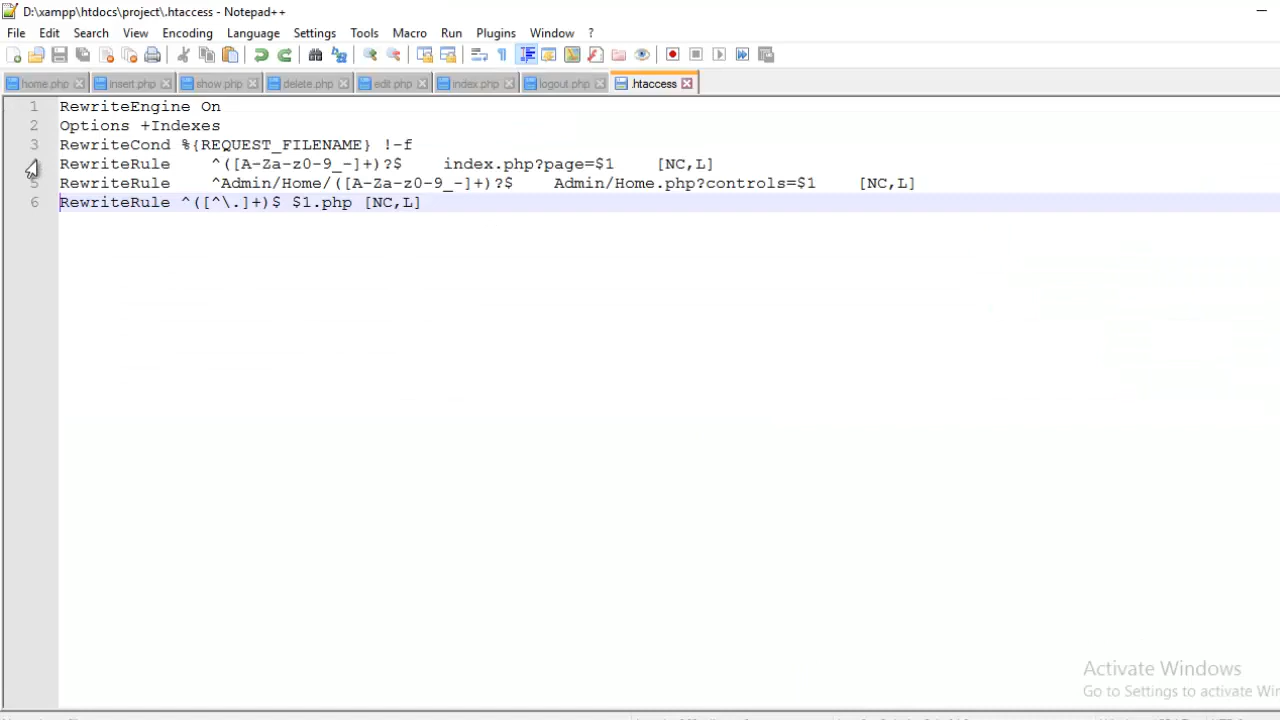 D:\xampp\htdocs\project\.htaccess - Notepad++
File Edit Search View Encoding Language Settings Tools Macro Run Plugins Window ?
home.php insert.php show.php delete.php edit.php index.php logout.php .htaccess
1 RewriteEngine On
2 Options +Indexes
3 RewriteCond %{REQUEST_FILENAME} !-f
RewriteRule ^([A-Za-z0-9_-]+)?$ index.php?page=$1 [NC,L]
5 RewriteRule ^Admin/Home/([A-Za-z0-9_-]+)?$ Admin/Home.php?controls=$1 [NC,L]
6 RewriteRule ^([^\.]+)$ $1.php [NC,L]
Activate Windows
Go to Settings to activate Win